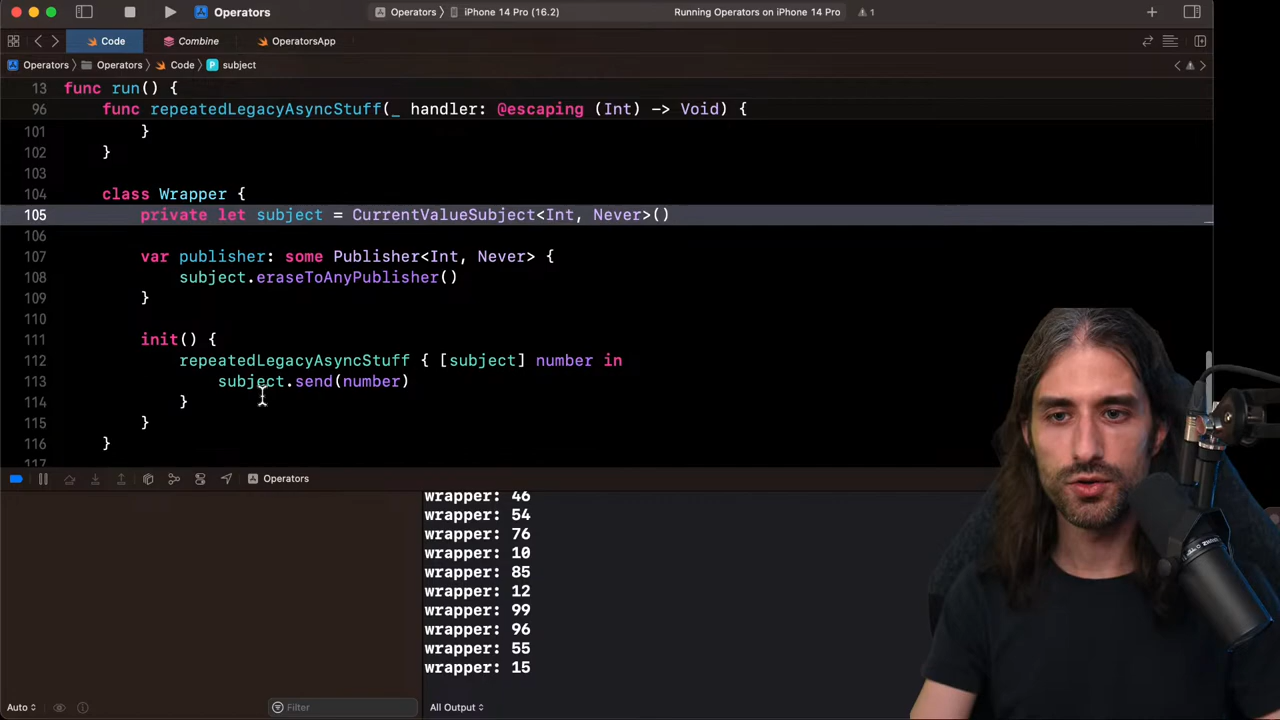 Operators
Operators
iPhone 14 Pro (16.2)
Running Operators on iPhone 14 Pro
1
Code
Combine
OperatorsApp
Operators
Operators
Code
P
subject
13 func run() {
96 func repeatedLegacyAsyncStuff(_ handler: @escaping (Int) -> Void) {
101 }
102 }
103
104 class Wrapper {
105 private let subject = CurrentValueSubject<Int, Never>()
106
107 var publisher: some Publisher<Int, Never> {
108 subject.eraseToAnyPublisher()
109 }
110
111 init() {
112 repeatedLegacyAsyncStuff { [subject] number in
113 subject.send(number)
114 }
115 }
116 }
117
Operators
wrapper: 46
wrapper: 54
wrapper: 76
wrapper: 10
wrapper: 85
wrapper: 12
wrapper: 99
wrapper: 96
wrapper: 55
wrapper: 15
Auto
Filter
All Output